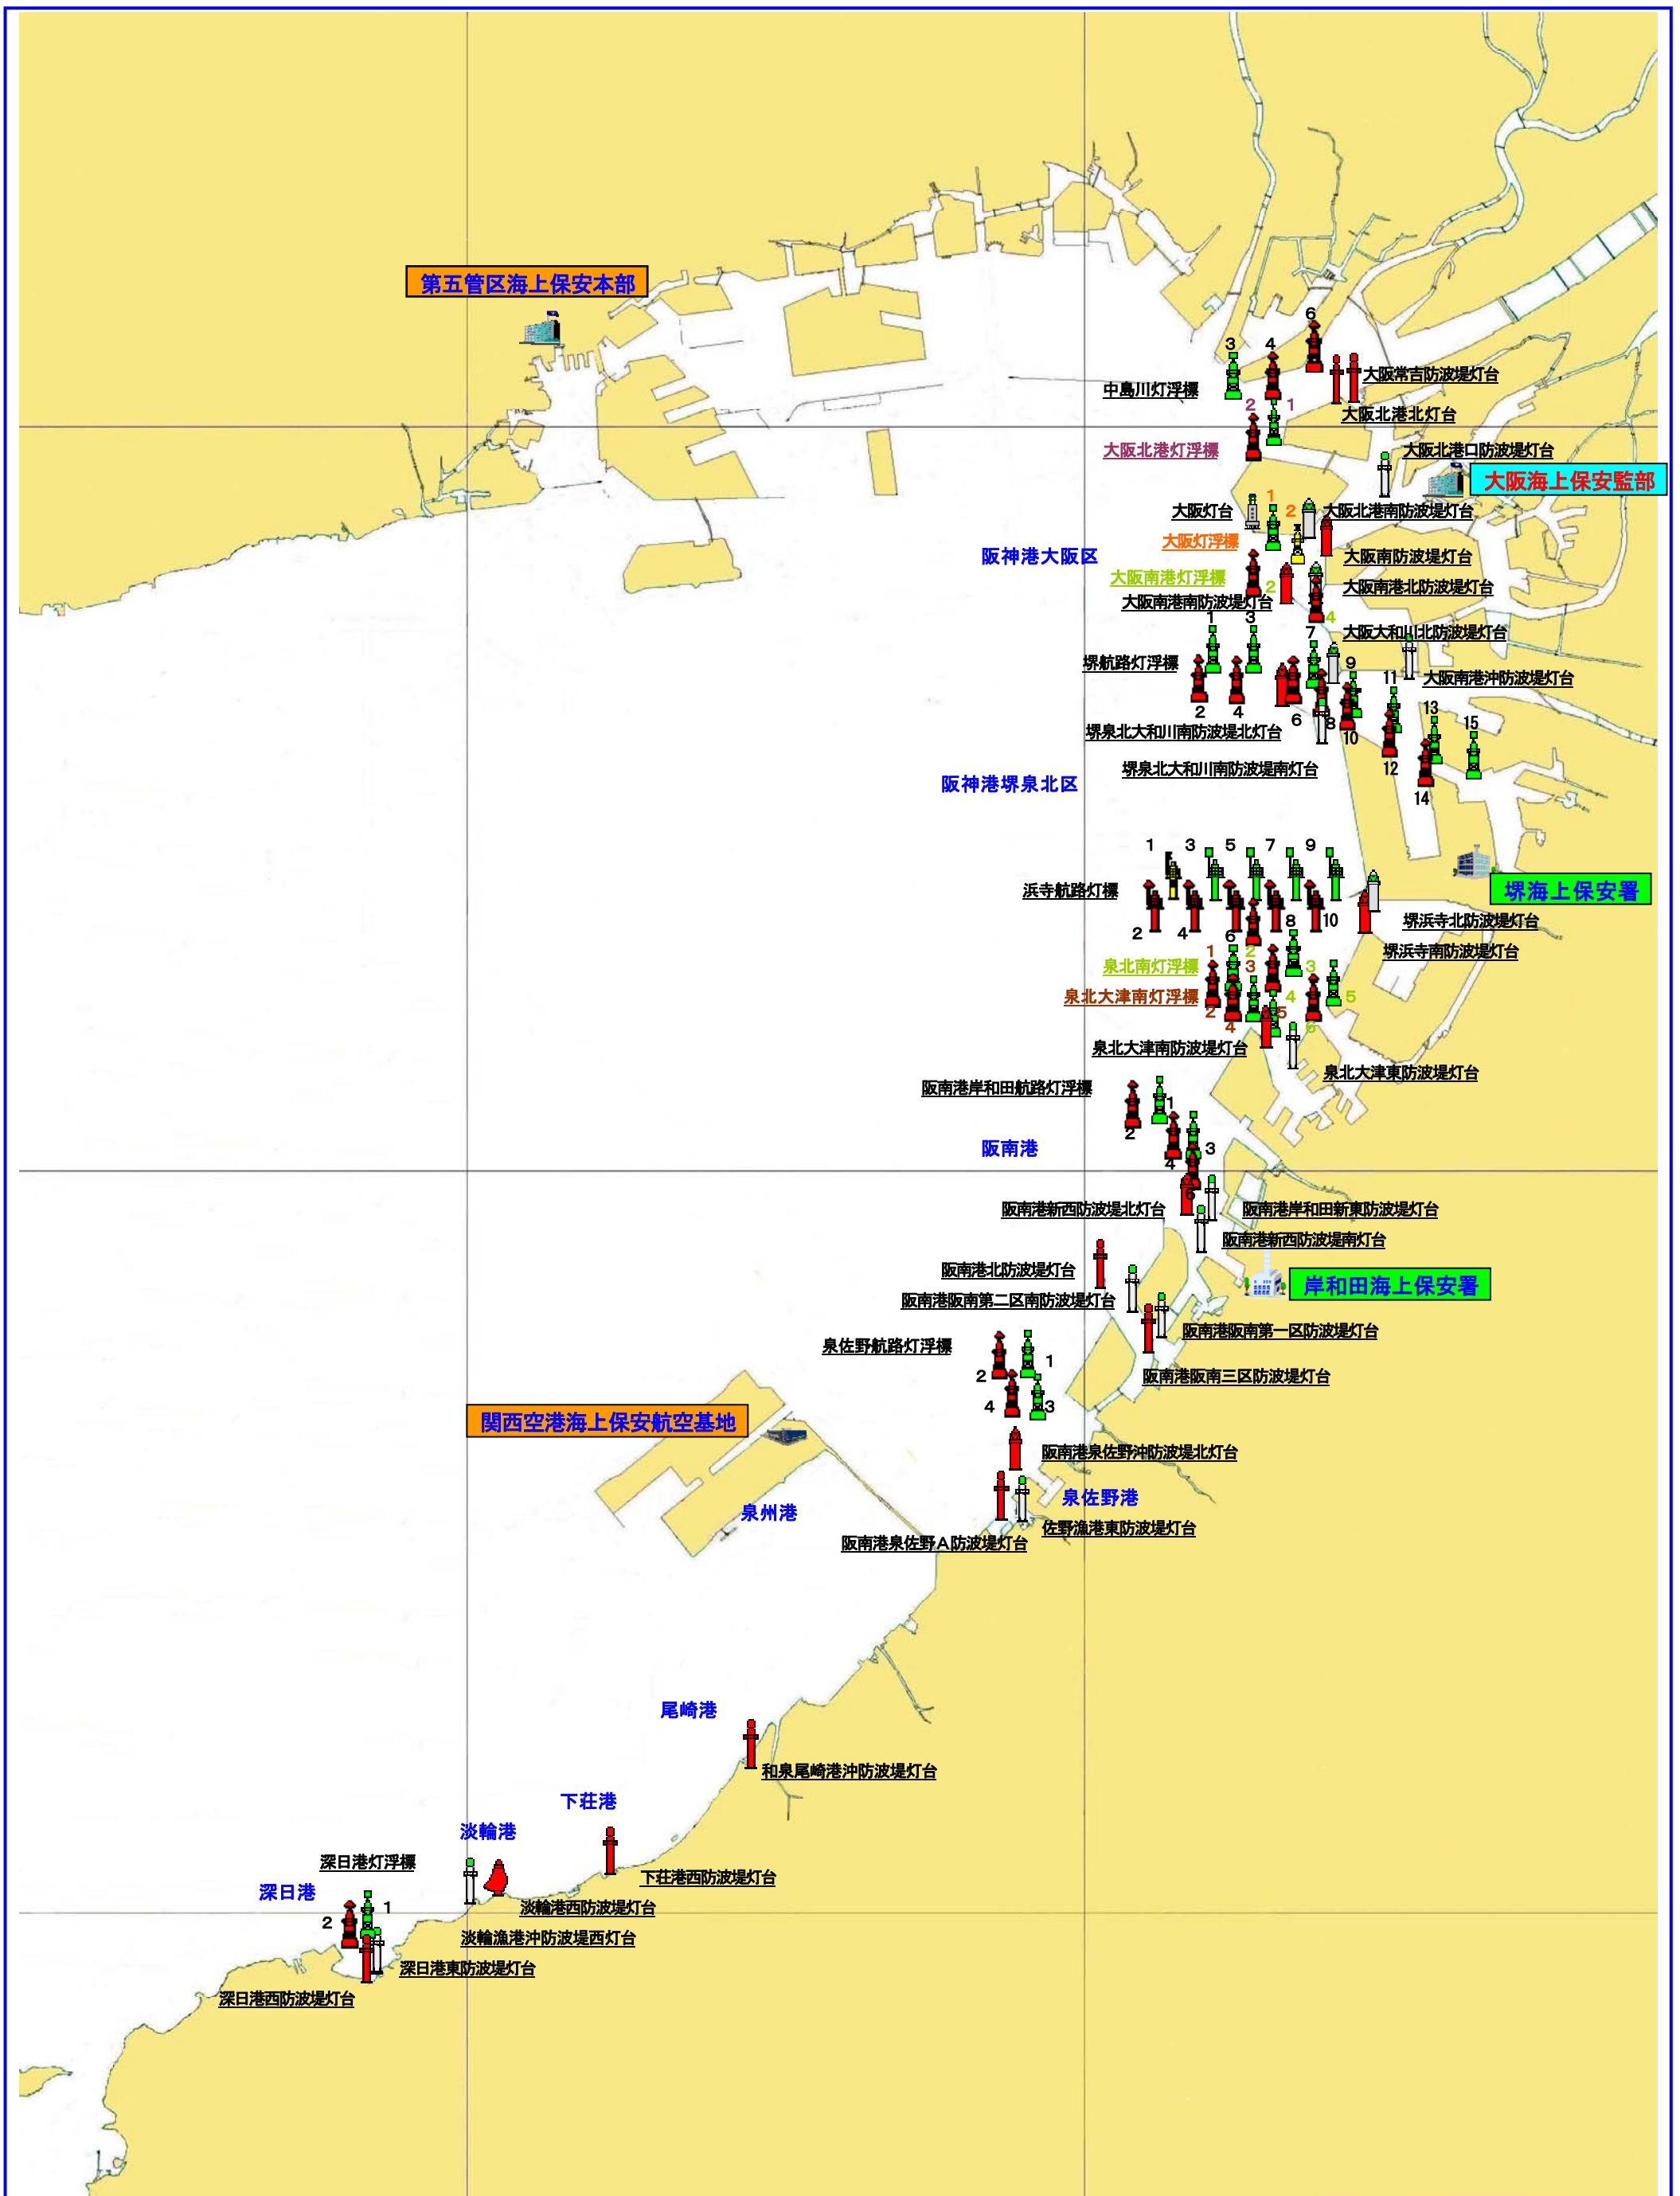 第五管区海上保安本部
6
3
4
大阪常吉防波堤灯台
中島川灯浮標
2
1
大阪北港北灯台
大阪北港灯浮標
大阪北港口防波堤灯台
大阪海上保安監部
1
大阪灯台
2
大阪北港南防波堤灯台
大阪灯浮標
阪神港大阪区
大阪南防波堤灯台
大阪南港灯浮標
2
大阪南港北防波堤灯台
大阪南港南防波堤灯台
4
1
3
7
大阪大和川北防波堤灯台
堺航路灯浮標
9
大阪南港沖防波堤灯台
11
2
4
6
8
13
15
堺泉北大和川南防波堤北灯台
10
堺泉北大和川南防波堤南灯台
12
阪神港堺泉北区
14
1
3
5
7
9
浜寺航路灯標
堺海上保安署
2
4
6
8
10
堺浜寺北防波堤灯台
堺浜寺南防波堤灯台
1
2
泉北南灯浮標
3
3
泉北大津南灯浮標
4
5
2
5
4
6
泉北大津南防波堤灯台
泉北大津東防波堤灯台
阪南港岸和田航路灯浮標
1
2
阪南港
3
4
6
阪南港新西防波堤北灯台
阪南港岸和田新東防波堤灯台
阪南港新西防波堤南灯台
阪南港北防波堤灯台
岸和田海上保安署
阪南港阪南第二区南防波堤灯台
阪南港阪南第一区防波堤灯台
泉佐野航路灯浮標
1
2
阪南港阪南三区防波堤灯台
4
3
関西空港海上保安航空基地
阪南港泉佐野沖防波堤北灯台
泉佐野港
泉州港
佐野漁港東防波堤灯台
阪南港泉佐野A防波堤灯台
尾崎港
和泉尾崎港沖防波堤灯台
下荘港
淡輪港
深日港灯浮標
下荘港西防波堤灯台
深日港
1
淡輪港西防波堤灯台
2
淡輪漁港沖防波堤西灯台
深日港東防波堤灯台
深日港西防波堤灯台